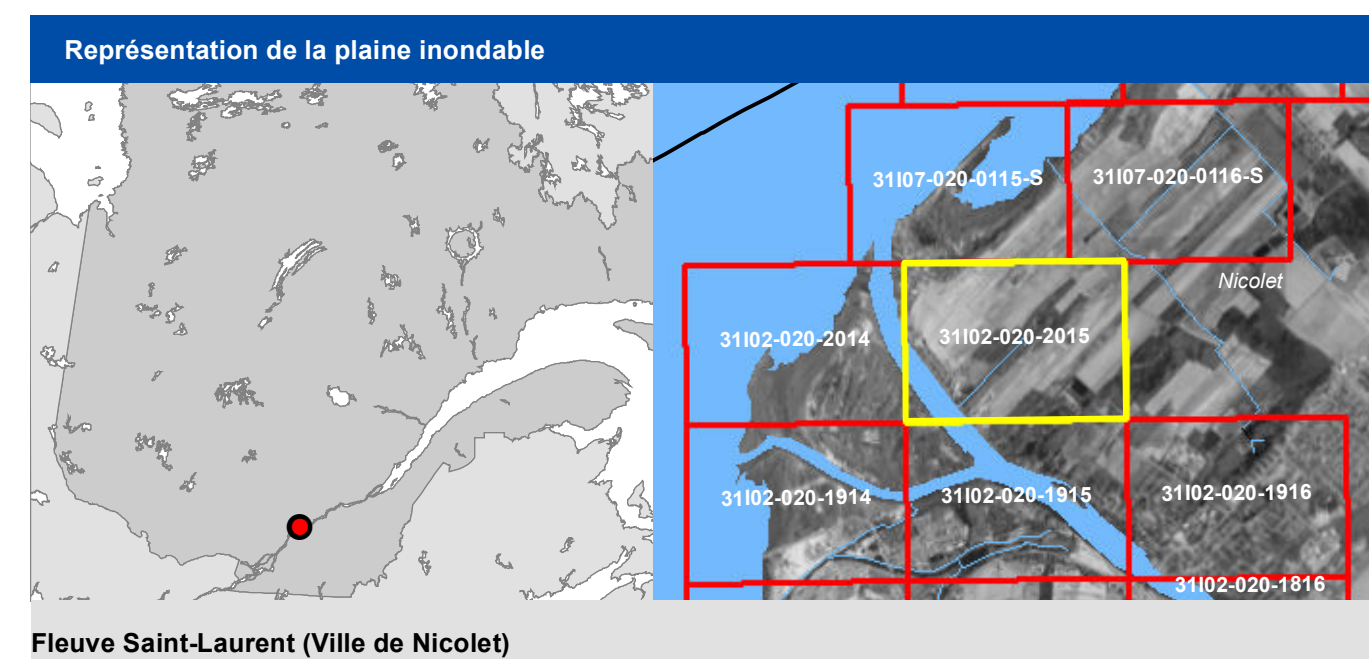 Représentation de la plaine inondable
31I07-020-0115-S
31I07-020-0116-S
Nicolet
31I02-020-2014
31I02-020-2015
31I02-020-1914
31I02-020-1915
31I02-020-1916
31I02-020-1816
Fleuve Saint-Laurent (Ville de Nicolet)